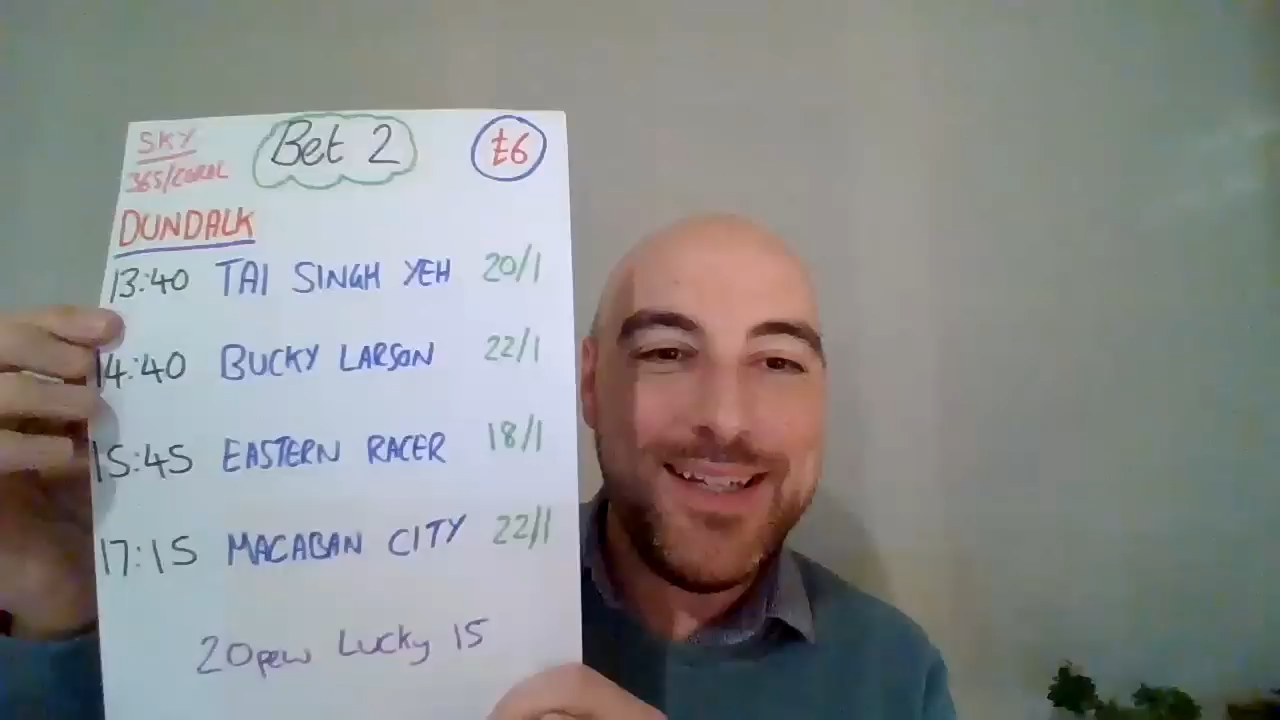 SKY
365/CORAL
Bet 2
£6
DUNDALK
13:40 TAI SINGH YEH 20/1
14:40 BUCKY LARSON 22/1
15:45 EASTERN RACER 18/1
17:15 MACABAN CITY 22/1
20pew Lucky 15